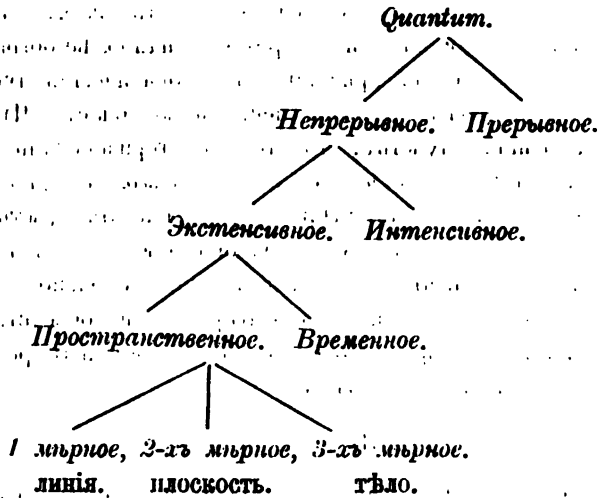 Quantum.
Непрерывное. Прерывное.
Экстенсивное. Интенсивное.
Пространственное. Временное.
1 мѣрное, 2-хъ мѣрное, 3-хъ мѣрное.
линія. плоскость. тѣло.